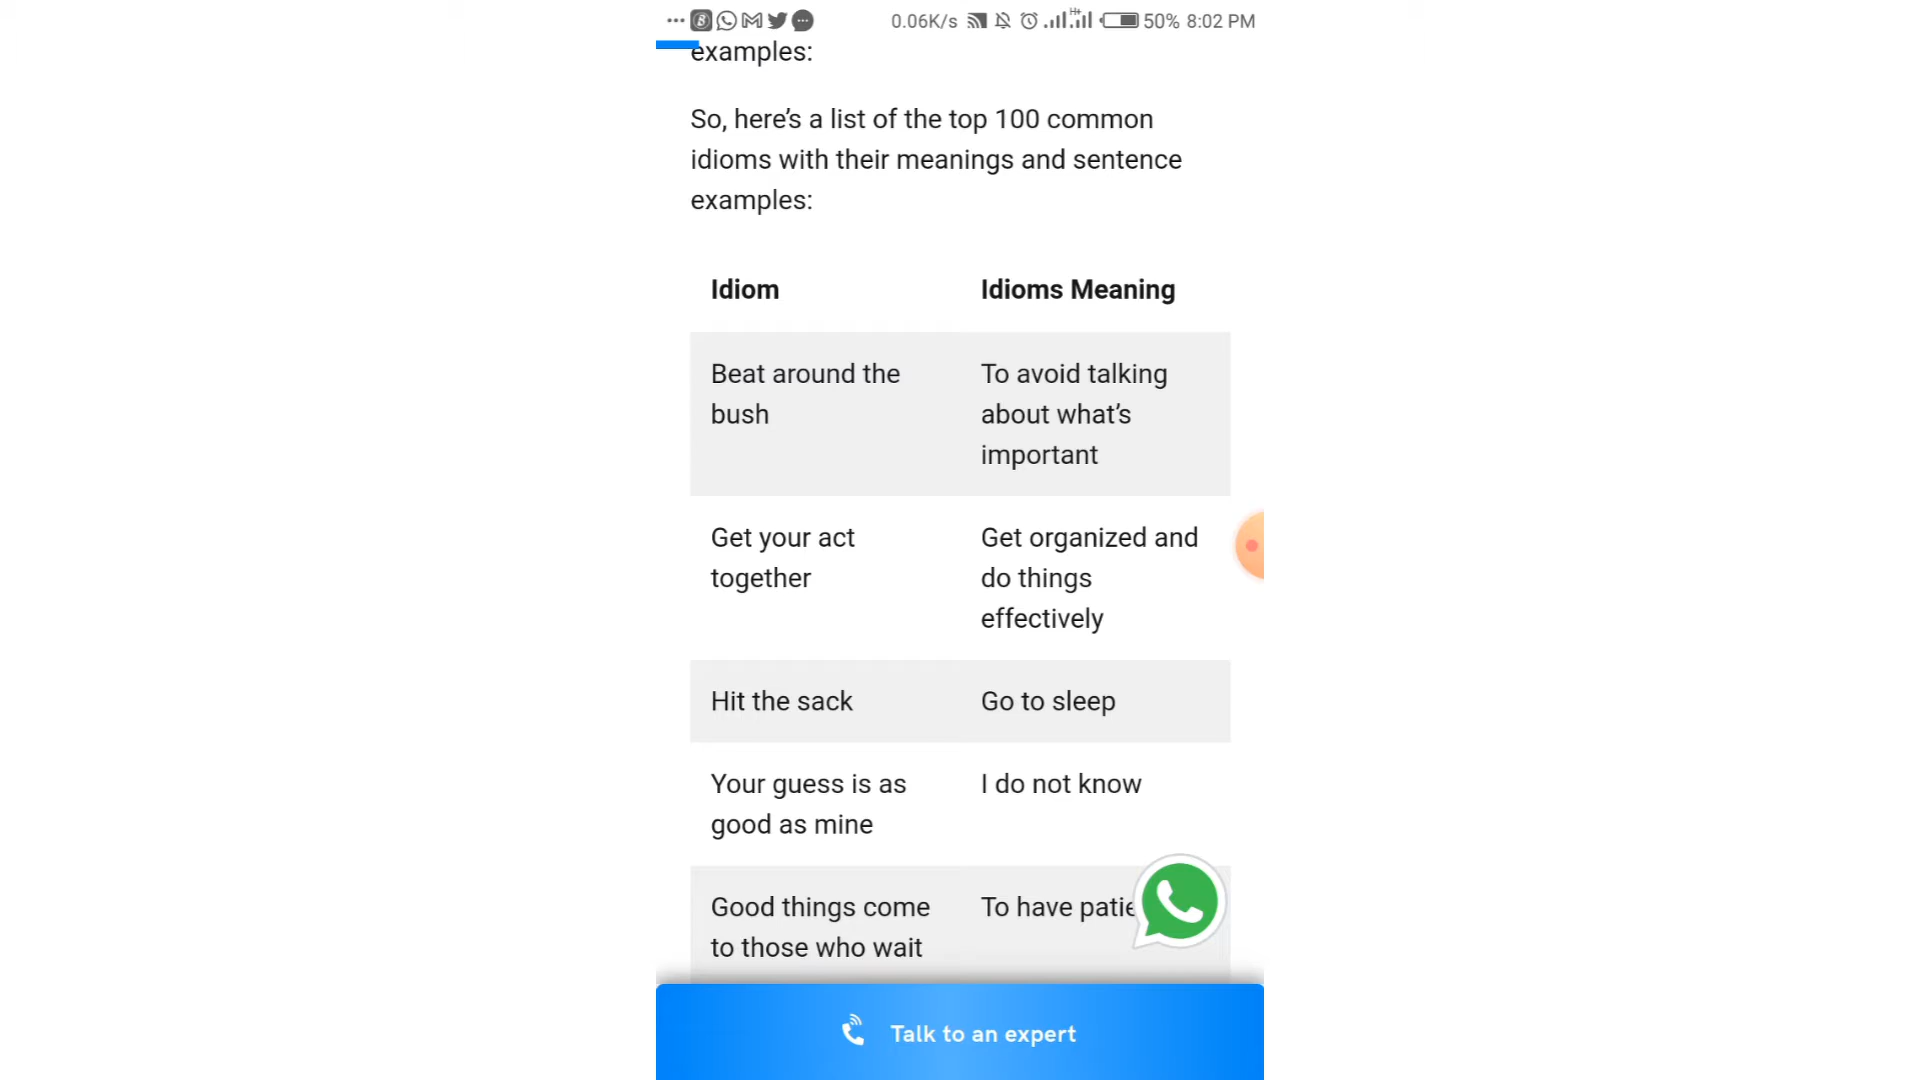 0.06K/s H+ 50% 8:02 PM
examples:
So, here’s a list of the top 100 common
idioms with their meanings and sentence
examples:
Idiom Idioms Meaning
Beat around the
bush
To avoid talking
about what’s
important
Get your act
together
Get organized and
do things
effectively
Hit the sack
Go to sleep
Your guess is as
good as mine
I do not know
Good things come
to those who wait
To have
Talk to an expert